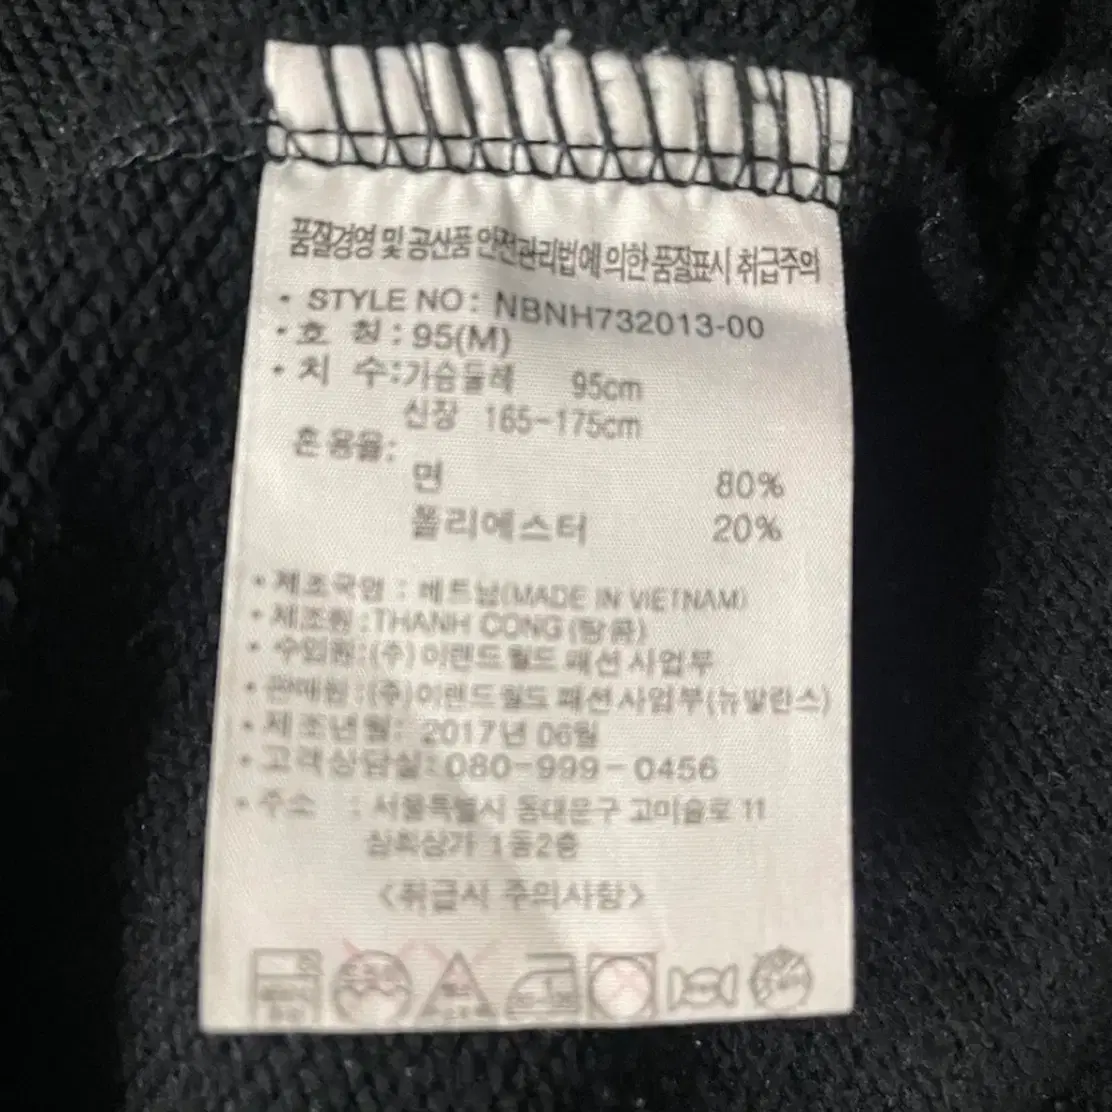 품질경영 및 공산품 안전관리법에 의한 품질표시 취급주의
• STYLE NO: NBNH732013-00
• 호 칭: 95(M)
• 치 수:가슴둘레 95cm
신장 165-175cm
혼용율:
면 80%
폴리에스터 20%
• 제조국명 : 베트남(MADE IN VIETNAM)
• 제조원:THANH CONG (탕콩)
• 수입원:(주)이랜드월드 패션사업부
• 판매원:(주)이랜드월드 패션사업부(뉴발란스)
• 제조년월: 2017년 06월
• 고객상담실:080-999-0456
• 주소 : 서울특별시 동대문구 고미술로 11
삼희상가 1동2층
<취급시 주의사항>